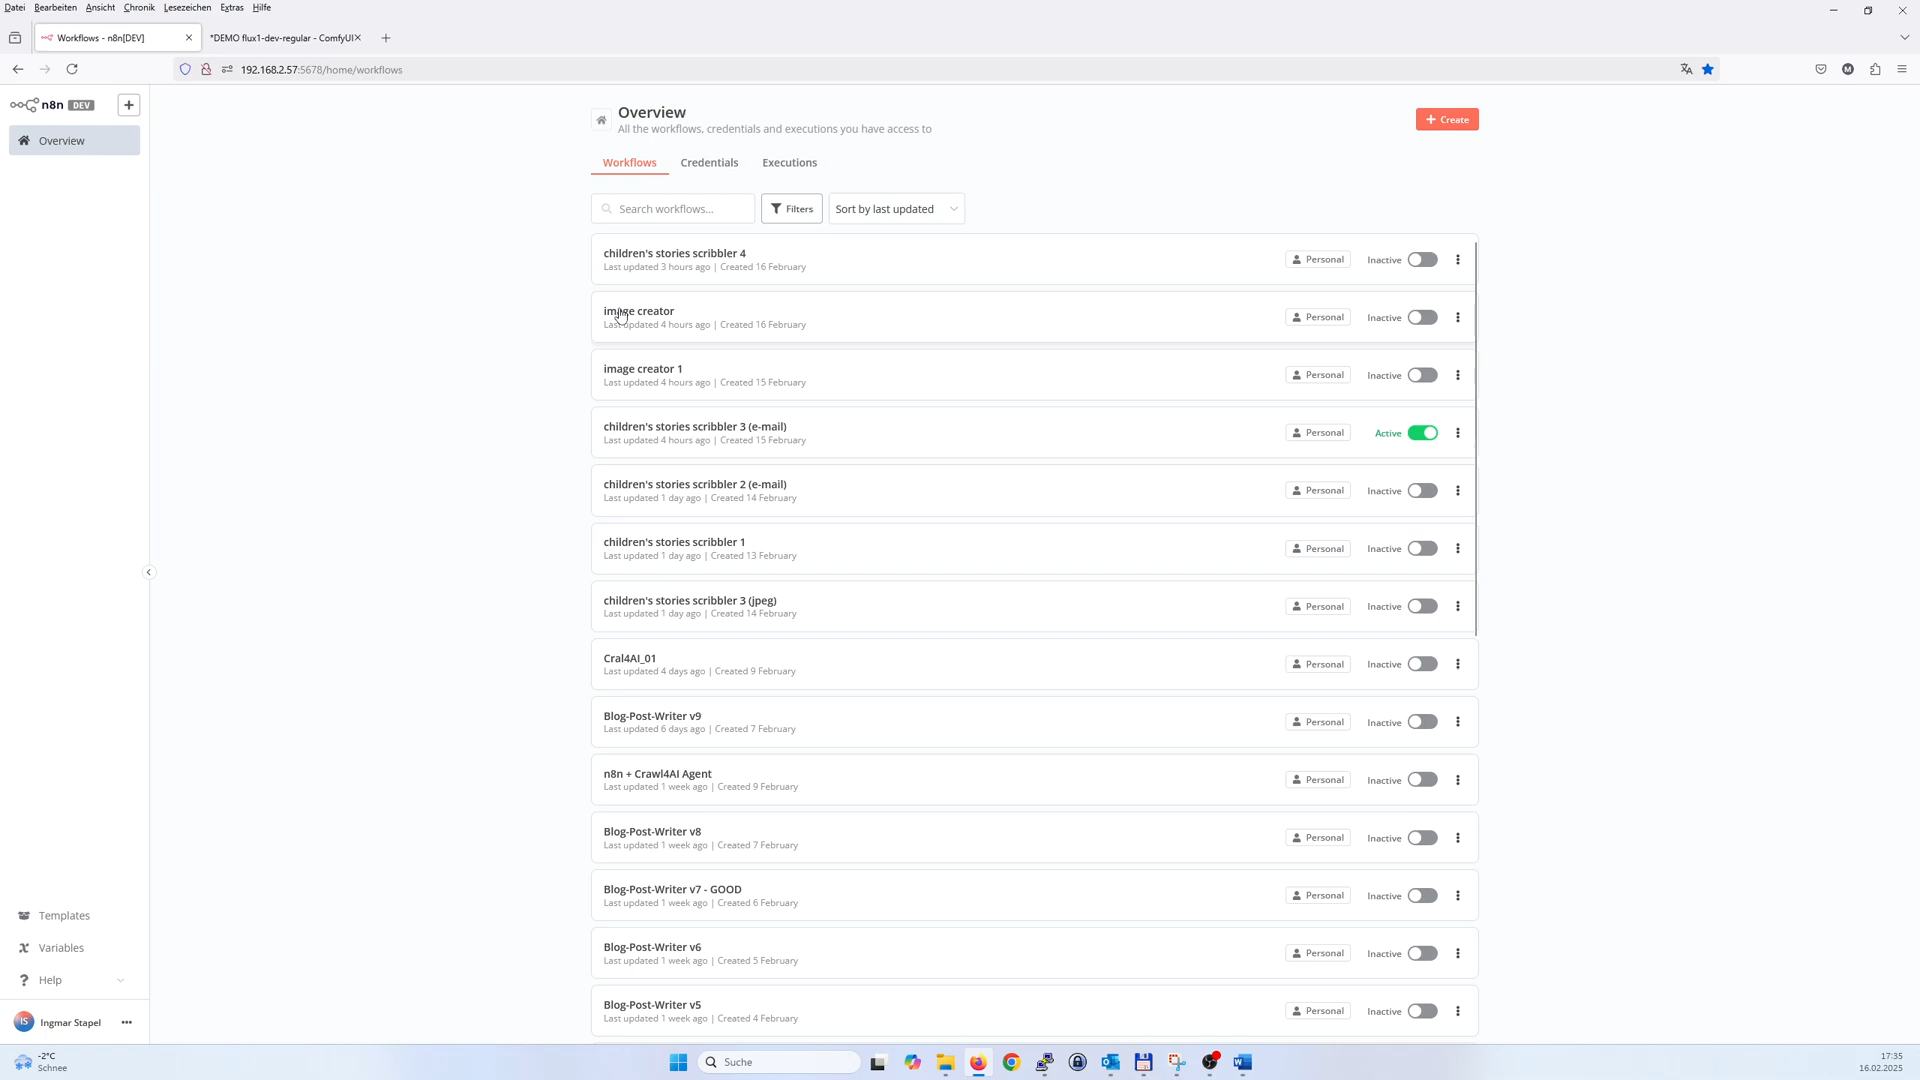 Datei Bearbeiten Ansicht Chronik Lesezeichen Extras Hilfe
Workflows - n8n[DEV]
*DEMO flux1-dev-regular - ComfyUI
192.168.2.57:5678/home/workflows
n8n DEV
Overview
Overview
All the workflows, credentials and executions you have access to
Create
Workflows Credentials Executions
Search workflows...
Filters
Sort by last updated
children's stories scribbler 4
Last updated 3 hours ago | Created 16 February
Personal
Inactive
image creator
Last updated 4 hours ago | Created 16 February
Personal
Inactive
image creator 1
Last updated 4 hours ago | Created 15 February
Personal
Inactive
children's stories scribbler 3 (e-mail)
Last updated 4 hours ago | Created 15 February
Personal
Active
children's stories scribbler 2 (e-mail)
Last updated 1 day ago | Created 14 February
Personal
Inactive
children's stories scribbler 1
Last updated 1 day ago | Created 13 February
Personal
Inactive
children's stories scribbler 3 (jpeg)
Last updated 1 day ago | Created 14 February
Personal
Inactive
Cral4AI_01
Last updated 4 days ago | Created 9 February
Personal
Inactive
Blog-Post-Writer v9
Last updated 6 days ago | Created 7 February
Personal
Inactive
n8n + Crawl4AI Agent
Last updated 1 week ago | Created 9 February
Personal
Inactive
Blog-Post-Writer v8
Last updated 1 week ago | Created 7 February
Personal
Inactive
Blog-Post-Writer v7 - GOOD
Last updated 1 week ago | Created 6 February
Personal
Inactive
Blog-Post-Writer v6
Last updated 1 week ago | Created 5 February
Personal
Inactive
Blog-Post-Writer v5
Last updated 1 week ago | Created 4 February
Personal
Inactive
Templates
Variables
Help
IS Ingmar Stapel
-2°C
Schnee
Suche
17:35
16.02.2025